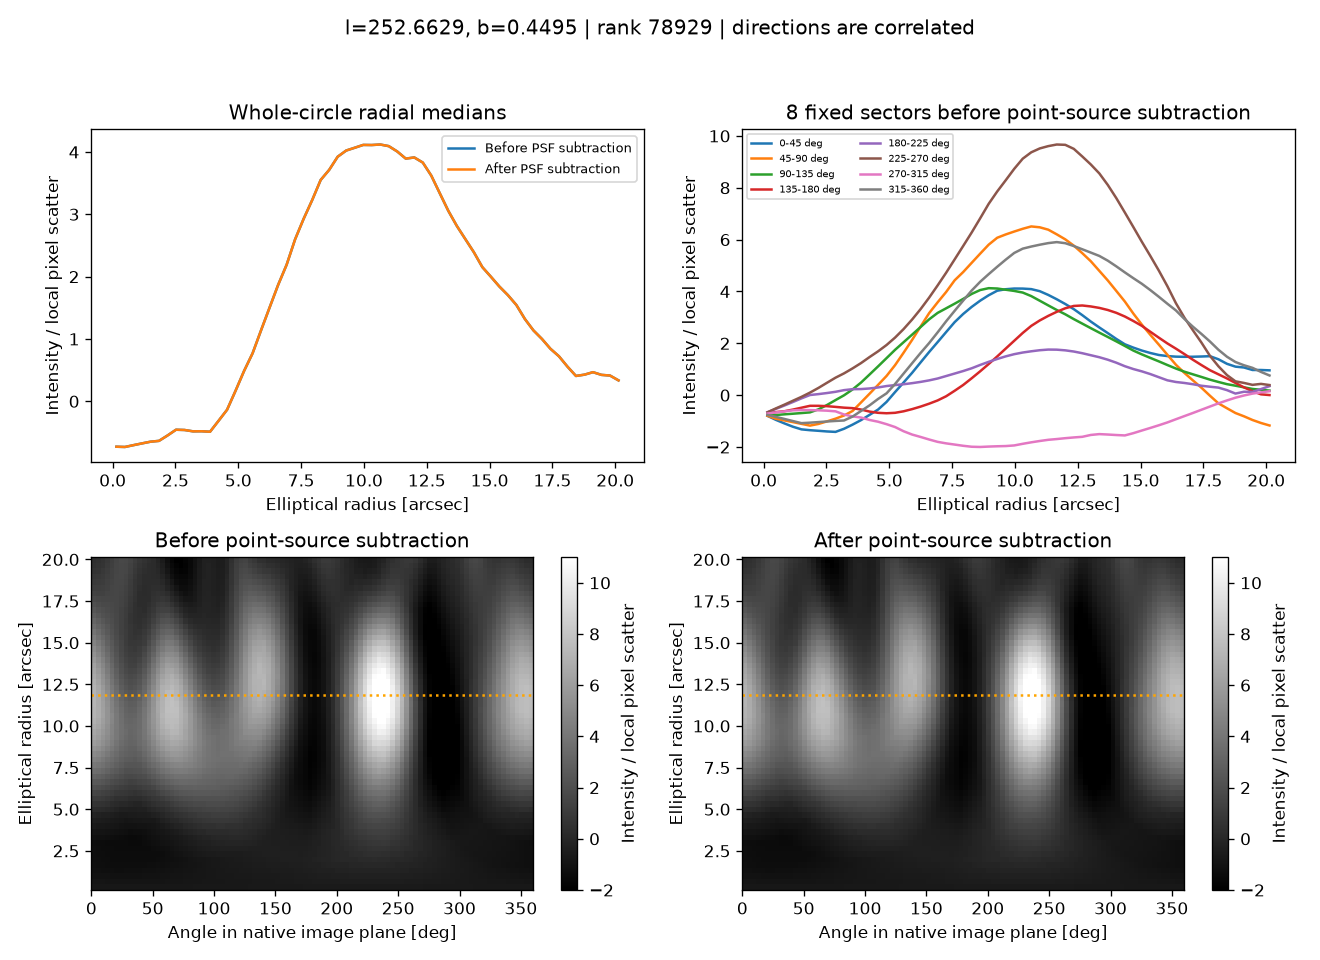 l=252.6629, b=0.4495 | rank 78929 | directions are correlated
Whole-circle radial medians
Before PSF subtraction
After PSF subtraction
4
3
2
1
0
0.0 2.5 5.0 7.5 10.0 12.5 15.0 17.5 20.0
Elliptical radius [arcsec]
Intensity / local pixel scatter
8 fixed sectors before point-source subtraction
0-45 deg
45-90 deg
90-135 deg
135-180 deg
180-225 deg
225-270 deg
270-315 deg
315-360 deg
10
8
6
4
2
0
−2
0.0 2.5 5.0 7.5 10.0 12.5 15.0 17.5 20.0
Elliptical radius [arcsec]
Intensity / local pixel scatter
Before point-source subtraction
20.0
17.5
15.0
12.5
10.0
7.5
5.0
2.5
0 50 100 150 200 250 300 350
Angle in native image plane [deg]
Elliptical radius [arcsec]
10
8
6
4
2
0
−2
Intensity / local pixel scatter
After point-source subtraction
20.0
17.5
15.0
12.5
10.0
7.5
5.0
2.5
0 50 100 150 200 250 300 350
Angle in native image plane [deg]
Elliptical radius [arcsec]
10
8
6
4
2
0
−2
Intensity / local pixel scatter